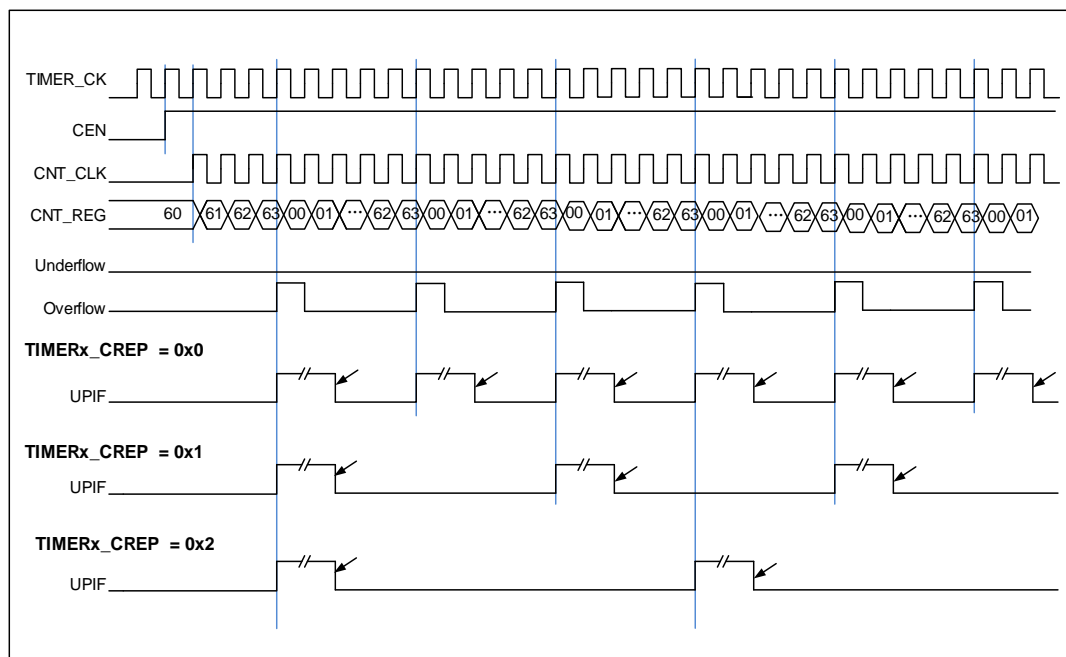 TIMER_CK
CEN
CNT_CLK
CNT_REG 60 61 62 63 00 01 ... 62 63 00 01 ... 62 63 00 01 ... 62 63 00 01 ... 62 63 00 01 ... 62 63 00 01
Underflow
Overflow
TIMERx_CREP = 0x0
UPIF // // // // // //
TIMERx_CREP = 0x1
UPIF // // //
TIMERx_CREP = 0x2
UPIF // //